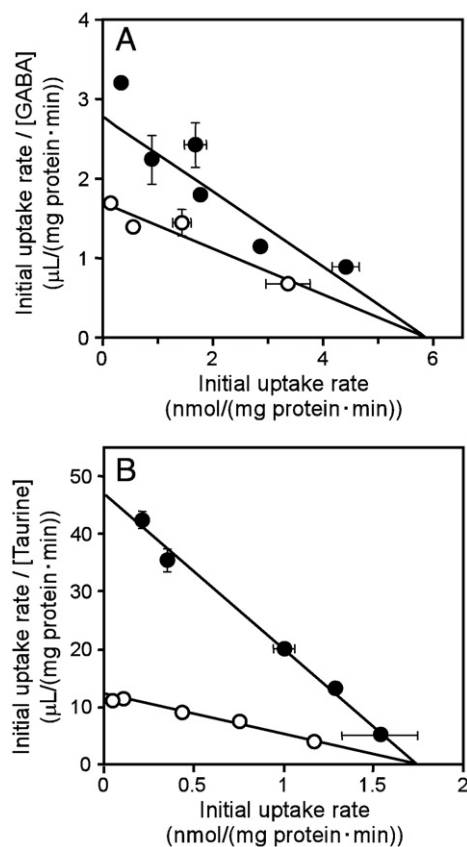 A
Initial uptake rate / [GABA]
(μL/(mg protein·min))
4
3
2
1
0
0 2 4 6
Initial uptake rate
(nmol/(mg protein·min))
B
Initial uptake rate / [Taurine]
(μL/(mg protein·min))
50
40
30
20
10
0
0 0.5 1 1.5 2
Initial uptake rate
(nmol/(mg protein·min))